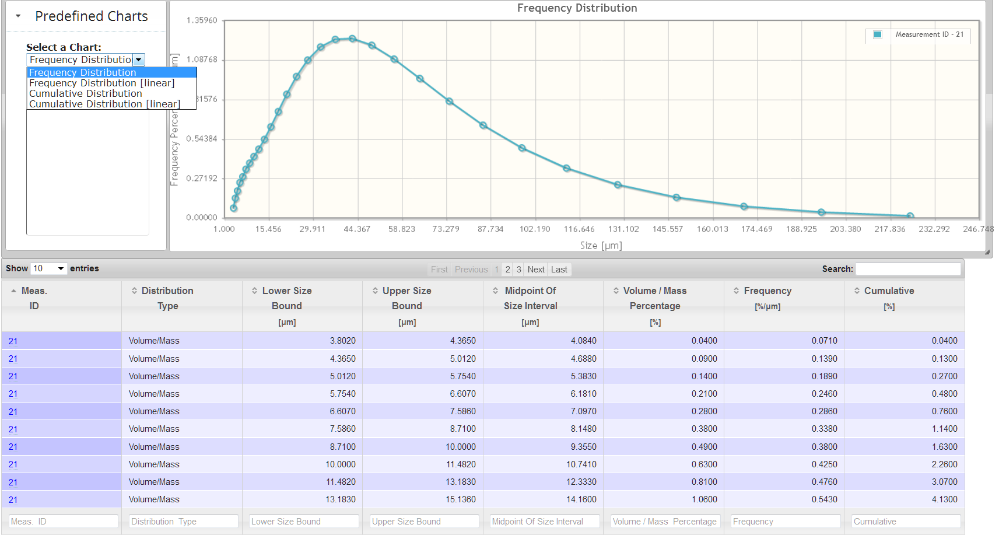 Predefined Charts
Select a Chart:
Frequency Distribution
Frequency Distribution
Frequency Distribution [linear]
Cumulative Distribution
Cumulative Distribution [linear]
Frequency Distribution
Measurement ID - 21
1.35960
1.08768
31576
0.54384
0.27192
0.00000
1.000 15.456 29.911 44.367 58.823 73.279 87.734 102.190 116.646 131.102 145.557 160.013 174.469 188.925 203.380 217.836 232.292 246.748
Size [µm]
Show 10 entries
First Previous 1 2 3 Next Last
Search:
Meas. ID
Distribution Type
Lower Size Bound [µm]
Upper Size Bound [µm]
Midpoint Of Size Interval [µm]
Volume / Mass Percentage [%]
Frequency [%/µm]
Cumulative [%]
21 Volume/Mass 3.8020 4.3650 4.0840 0.0400 0.0710 0.0400
21 Volume/Mass 4.3650 5.0120 4.6880 0.0900 0.1390 0.1300
21 Volume/Mass 5.0120 5.7540 5.3830 0.1400 0.1890 0.2700
21 Volume/Mass 5.7540 6.6070 6.1810 0.2100 0.2460 0.4800
21 Volume/Mass 6.6070 7.5860 7.0970 0.2800 0.2860 0.7600
21 Volume/Mass 7.5860 8.7100 8.1480 0.3800 0.3380 1.1400
21 Volume/Mass 8.7100 10.0000 9.3550 0.4900 0.3800 1.6300
21 Volume/Mass 10.0000 11.4820 10.7410 0.6300 0.4250 2.2600
21 Volume/Mass 11.4820 13.1830 12.3330 0.8100 0.4760 3.0700
21 Volume/Mass 13.1830 15.1360 14.1600 1.0600 0.5430 4.1300
Meas. ID Distribution Type Lower Size Bound Upper Size Bound Midpoint Of Size Interval Volume / Mass Percentage Frequency Cumulative